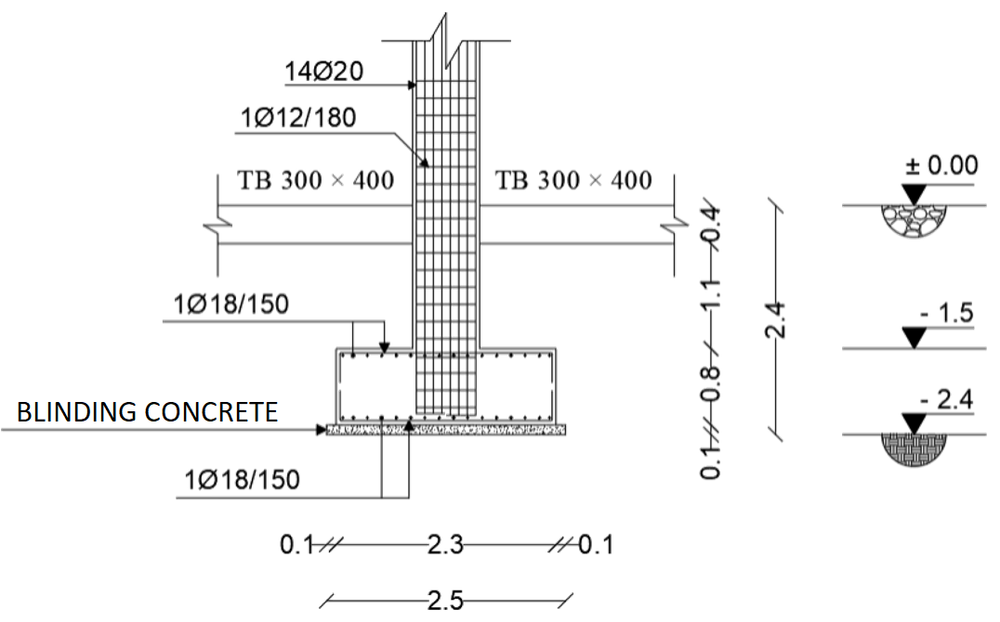 14Ø20
1Ø12/180
TB 300 × 400
TB 300 × 400
± 0.00
0.4
1.1
2.4
1Ø18/150
- 1.5
0.8
BLINDING CONCRETE
- 2.4
0.1
1Ø18/150
0.1
2.3
0.1
2.5